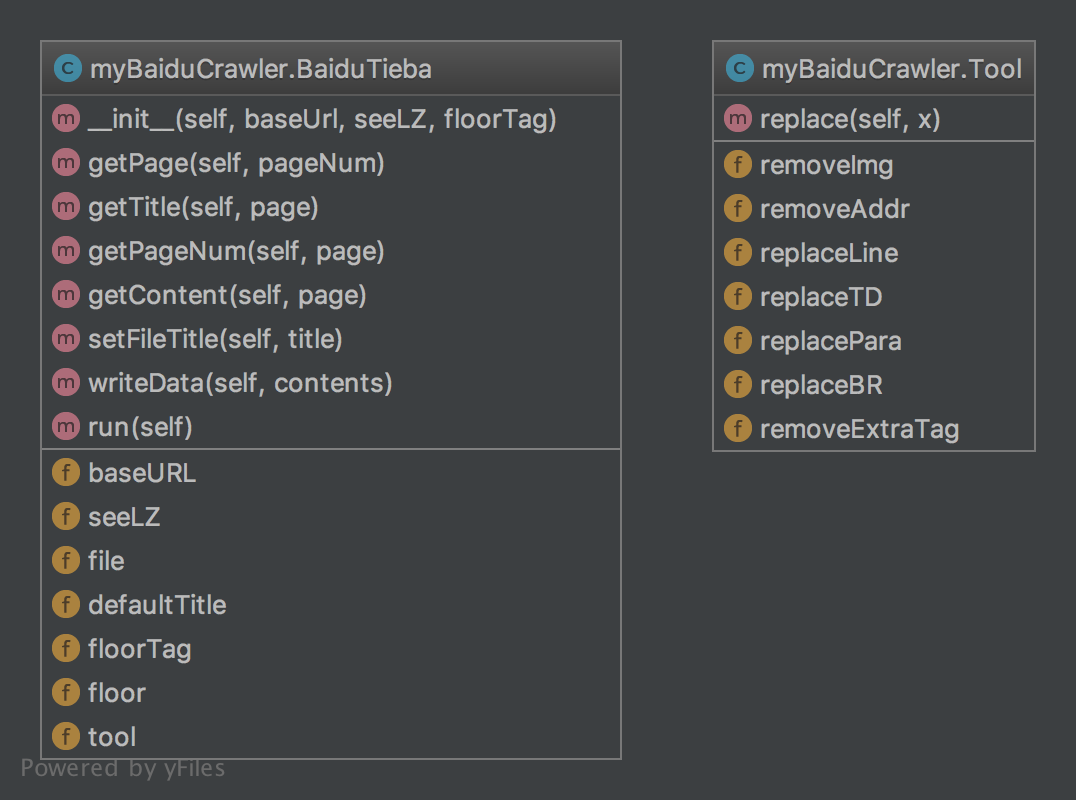 C myBaiduCrawler.BaiduTieba
m __init__(self, baseUrl, seeLZ, floorTag)
m getPage(self, pageNum)
m getTitle(self, page)
m getPageNum(self, page)
m getContent(self, page)
m setFileTitle(self, title)
m writeData(self, contents)
m run(self)
f baseURL
f seeLZ
f file
f defaultTitle
f floorTag
f floor
f tool
C myBaiduCrawler.Tool
m replace(self, x)
f removeImg
f removeAddr
f replaceLine
f replaceTD
f replacePara
f replaceBR
f removeExtraTag
Powered by yFiles